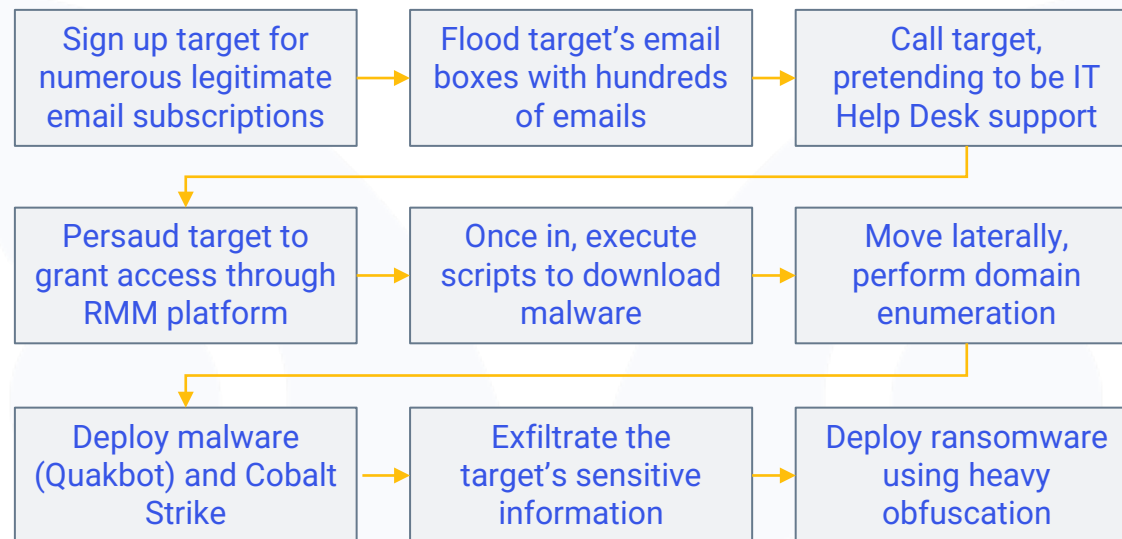 Sign up target for
numerous legitimate
email subscriptions
Flood target's email
boxes with hundreds
of emails
Call target,
pretending to be IT
Help Desk support
Persaud target to
grant access through
RMM platform
Once in, execute
scripts to download
malware
Move laterally,
perform domain
enumeration
Deploy malware
(Quakbot) and Cobalt
Strike
Exfiltrate the
target's sensitive
information
Deploy ransomware
using heavy
obfuscation